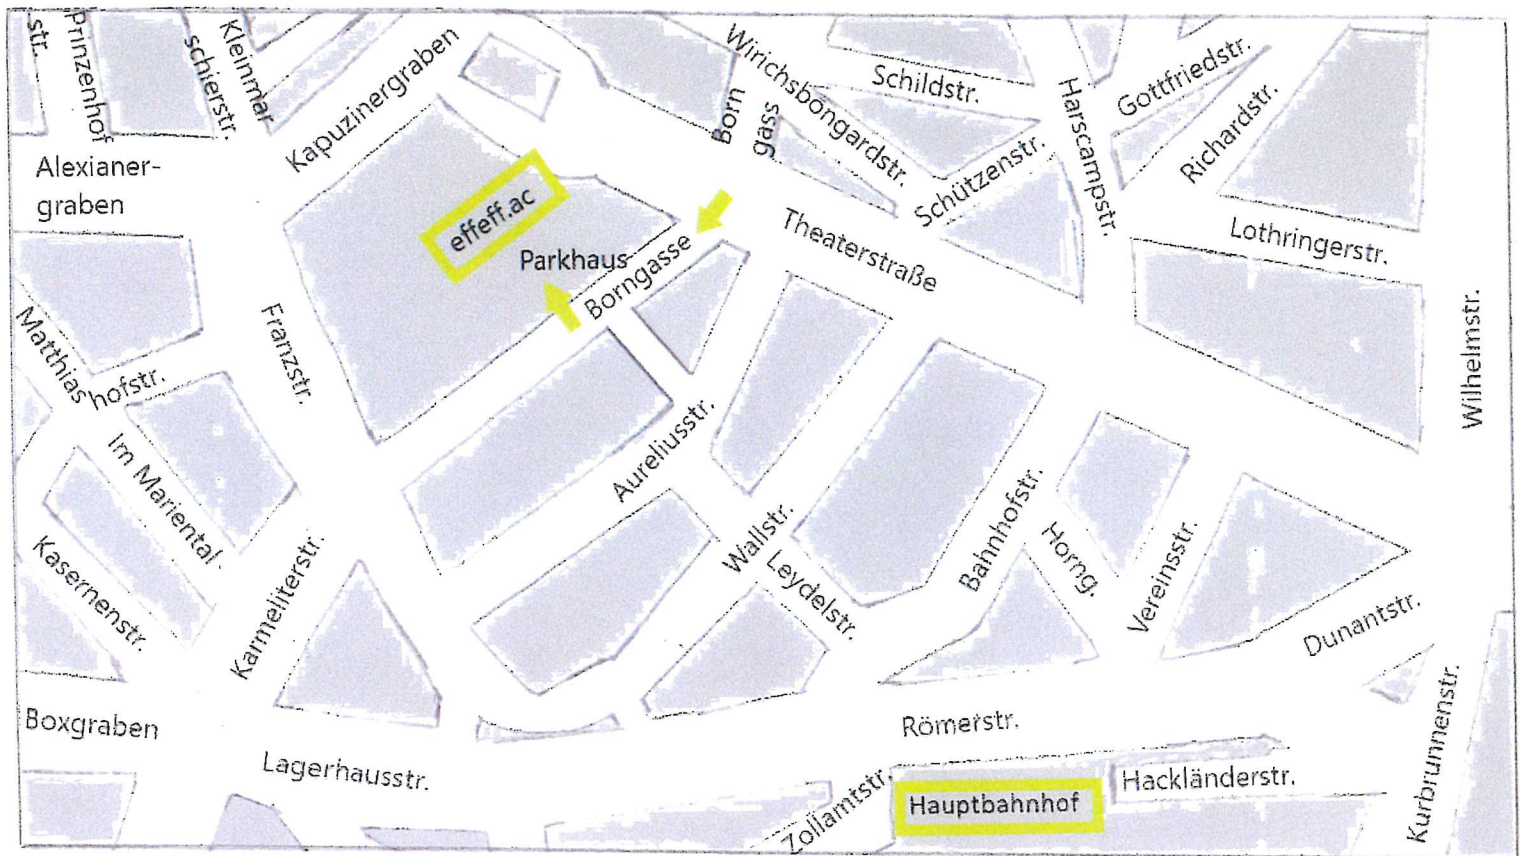 str.
Prinzenhof
Kleinmar
schierstr.
Kapuzinergraben
Born
gass
Wirichsbongardstr.
Schildstr.
Harscampstr.
Gottfriedstr.
Richardstr.
Alexianer-
graben
effeff.ac
Parkhaus
Borngasse
Theaterstraße
Schützenstr.
Lothringerstr.
Wilhelmstr.
Matthias
hofstr.
Franzstr.
Im Mariental
Aureliusstr.
Wallstr.
Leydelstr.
Bahnhofstr.
Horng.
Vereinsstr.
Dunantstr.
Kasernenstr.
Karmeliterstr.
Boxgraben
Lagerhausstr.
Römerstr.
Zollamtstr.
Hauptbahnhof
Hackländerstr.
Kurbrunnenstr.